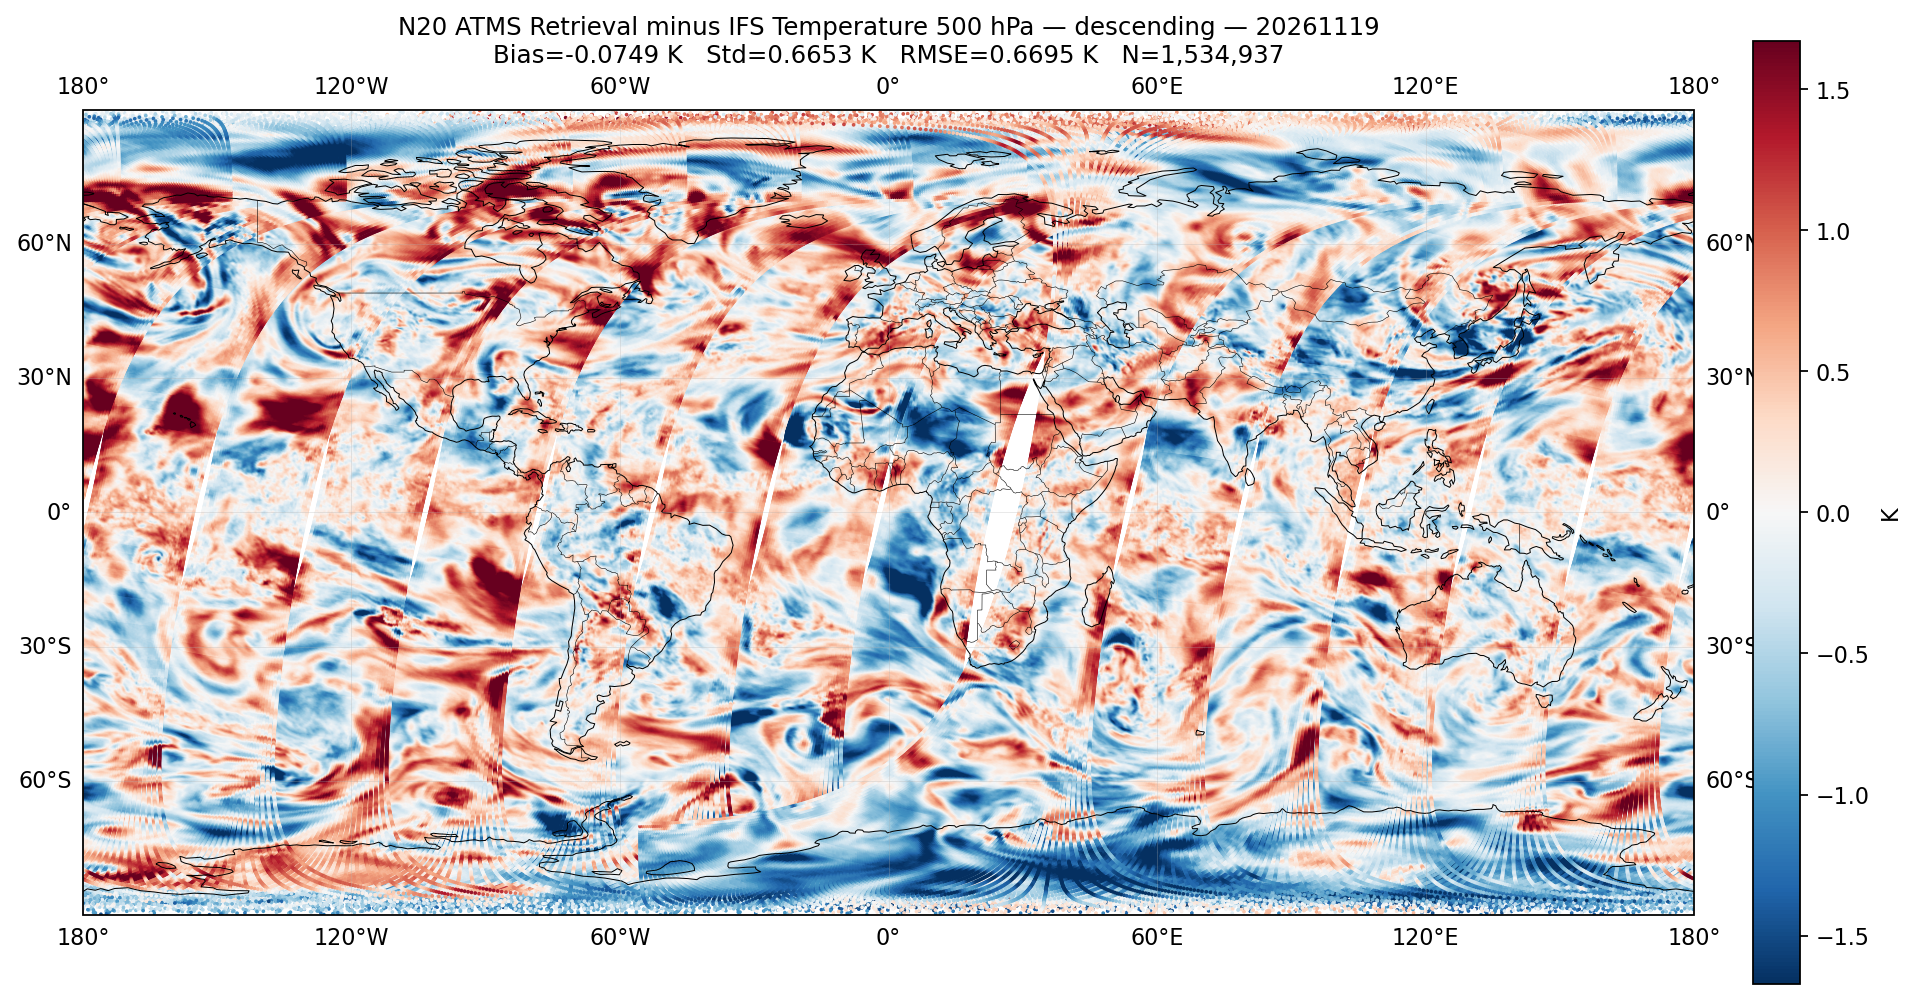 N20 ATMS Retrieval minus IFS Temperature 500 hPa — descending — 20261119
Bias=-0.0749 K   Std=0.6653 K   RMSE=0.6695 K   N=1,534,937
180° 120°W 60°W 0° 60°E 120°E 180°
60°N 60°N
30°N 30°N
0° 0°
30°S 30°S
60°S 60°S
180° 120°W 60°W 0° 60°E 120°E 180°
1.5
1.0
0.5
0.0
−0.5
−1.0
−1.5
K